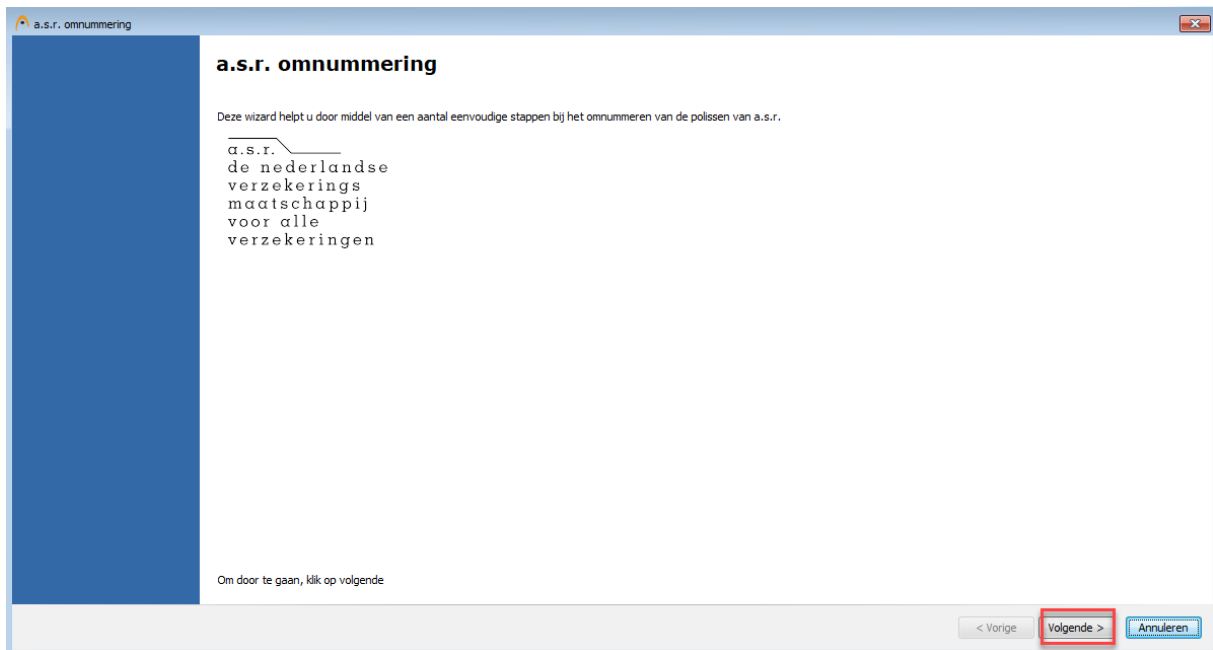 a.s.r. omnummering
a.s.r. omnummering
Deze wizard helpt u door middel van een aantal eenvoudige stappen bij het omnummeren van de polissen van a.s.r.
a.s.r.
de nederlandse
verzekerings
maatschappij
voor alle
verzekeringen
Om door te gaan, klik op volgende
< Vorige Volgende > Annuleren